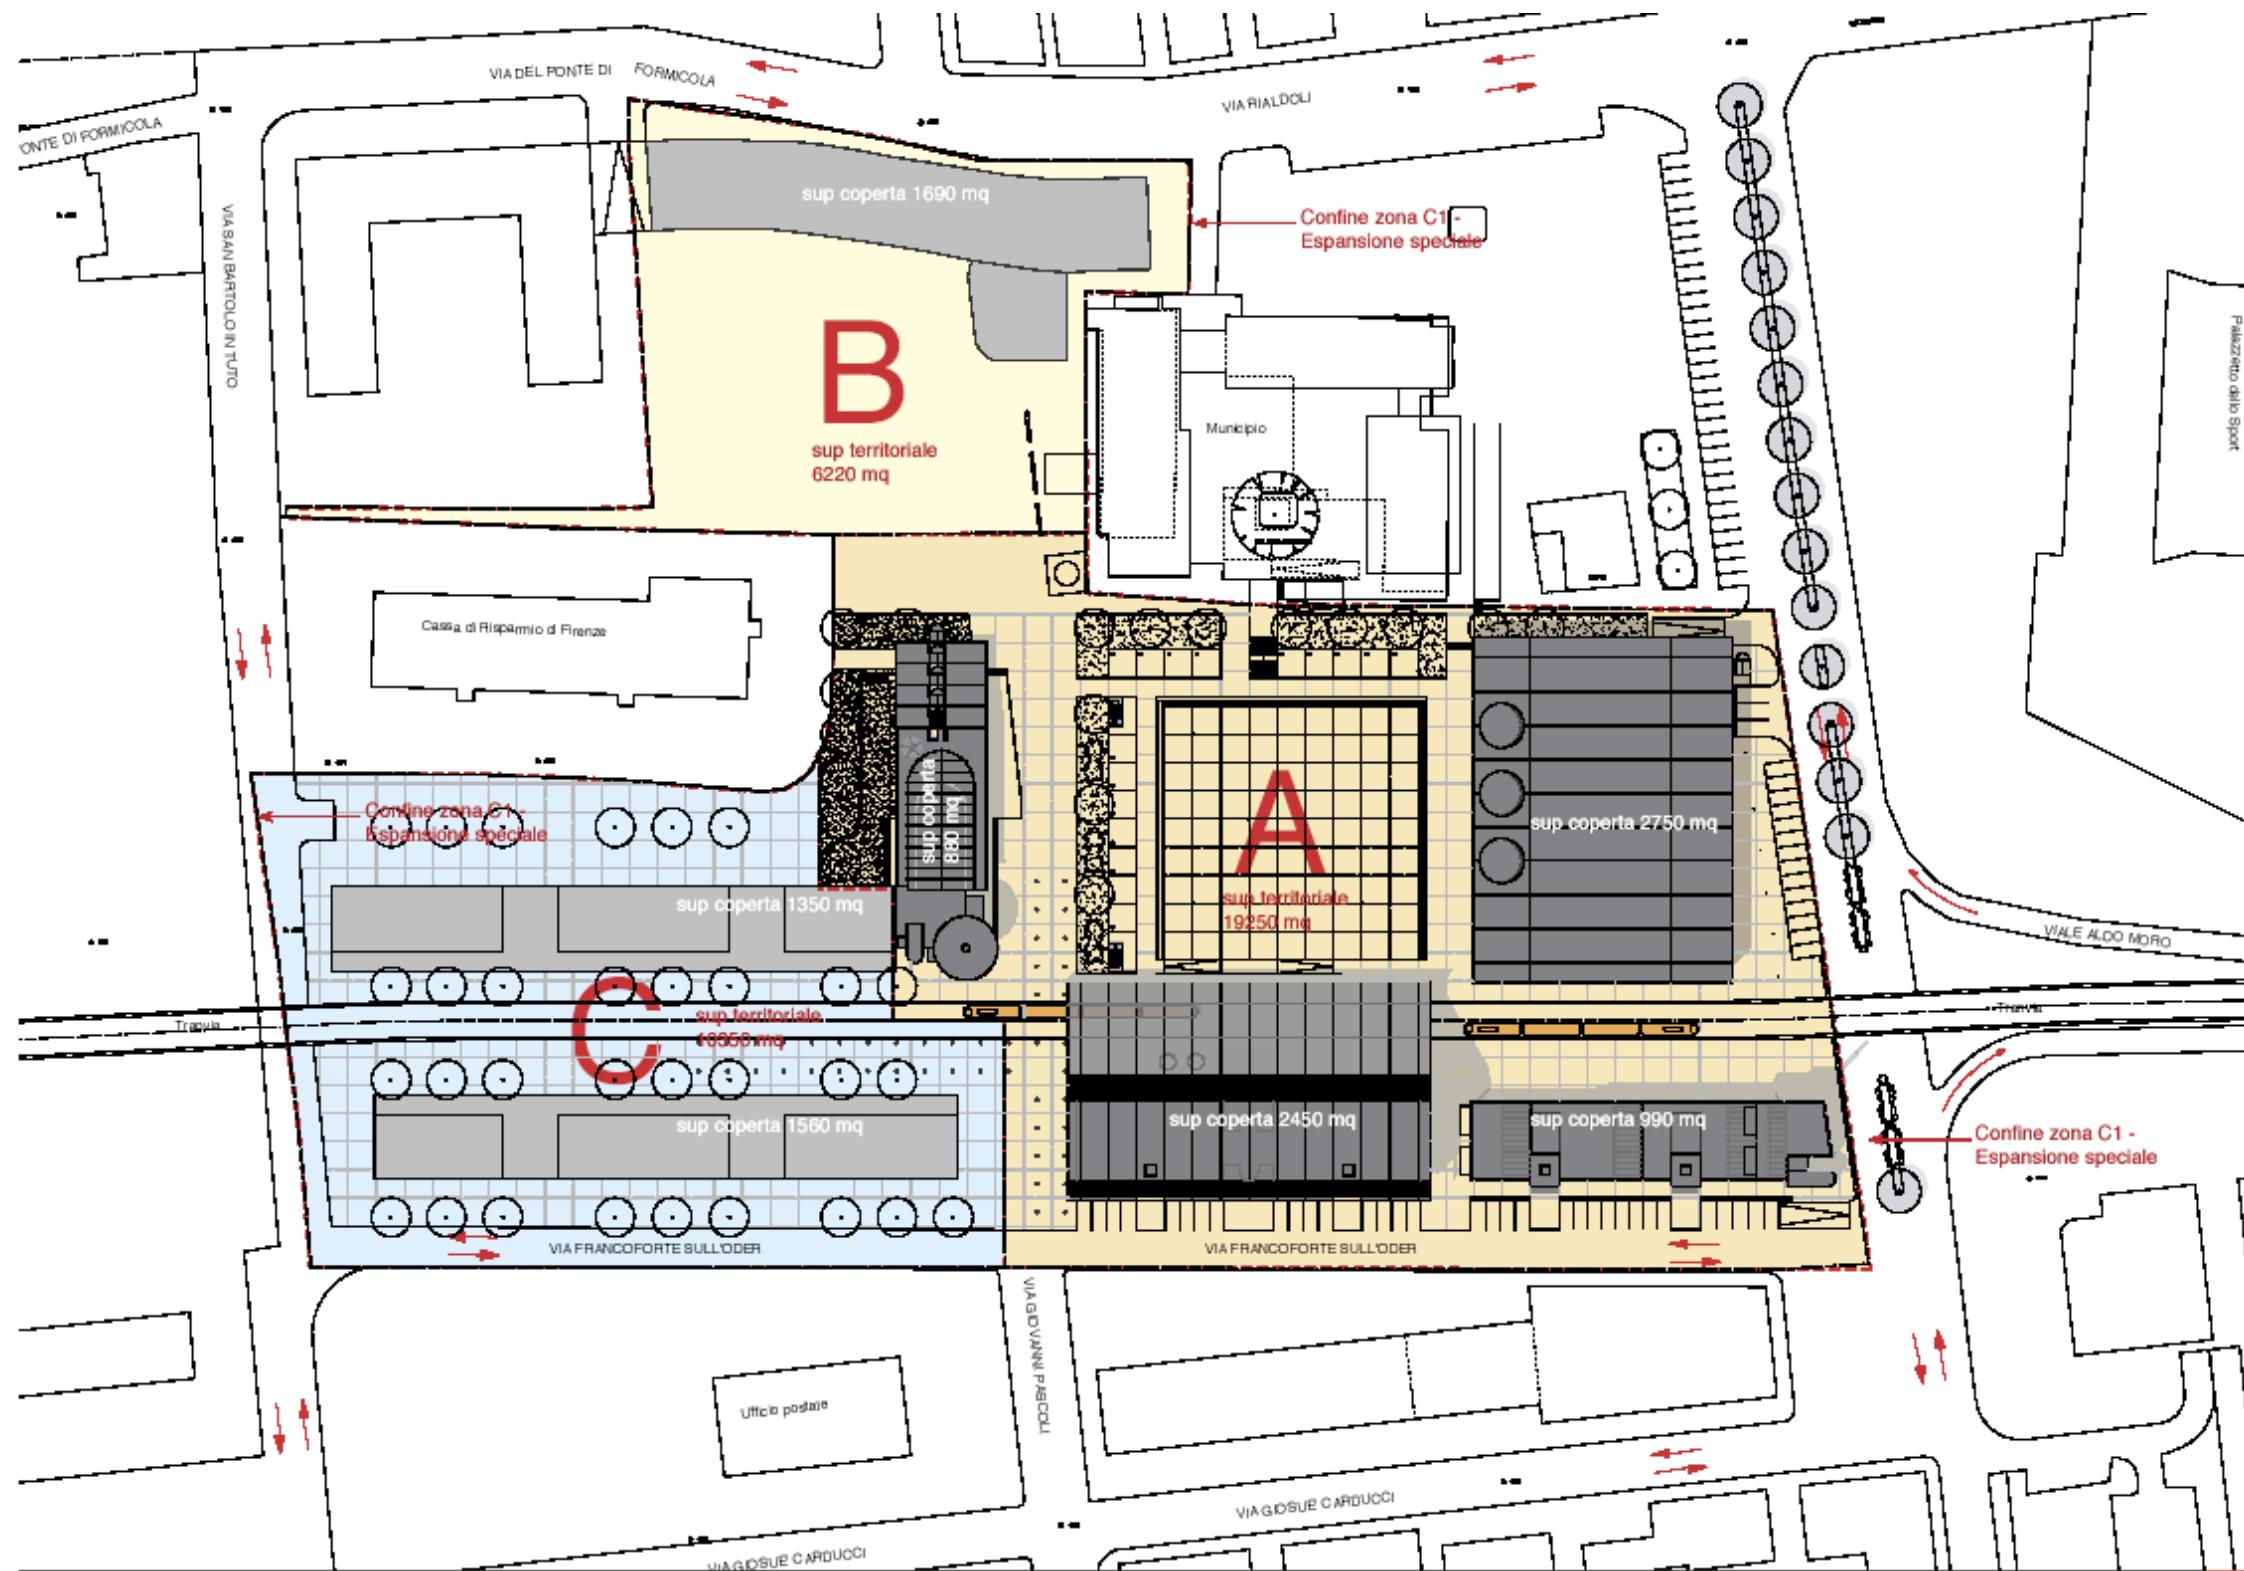 VIA DEL PONTE DI FORMICOLA
VIA RIALDOLI
PONTE DI FORMICOLA
sup coperta 1690 mq
Confine zona C1 -
Espansione speciale
VIA SAN BARTOLO IN TUTO
Palazzetto dello Sport
B
sup territoriale
6220 mq
Municipio
Cassa di Risparmio di Firenze
Confine zona C1 -
Espansione speciale
sup coperta
880 mq
A
sup territoriale
19250 mq
sup coperta 2750 mq
sup coperta 1350 mq
VIALE ALDO MORO
C
sup territoriale
Tranvia
Tranvia
sup coperta 1560 mq
sup coperta 2450 mq
sup coperta 990 mq
Confine zona C1 -
Espansione speciale
VIA FRANCOFORTE SULL'ODER
VIA FRANCOFORTE SULL'ODER
VIA GIOVANNI PASCOLI
Ufficio postale
VIA GIOSUE CARDUCCI
VIA GIOSUE CARDUCCI